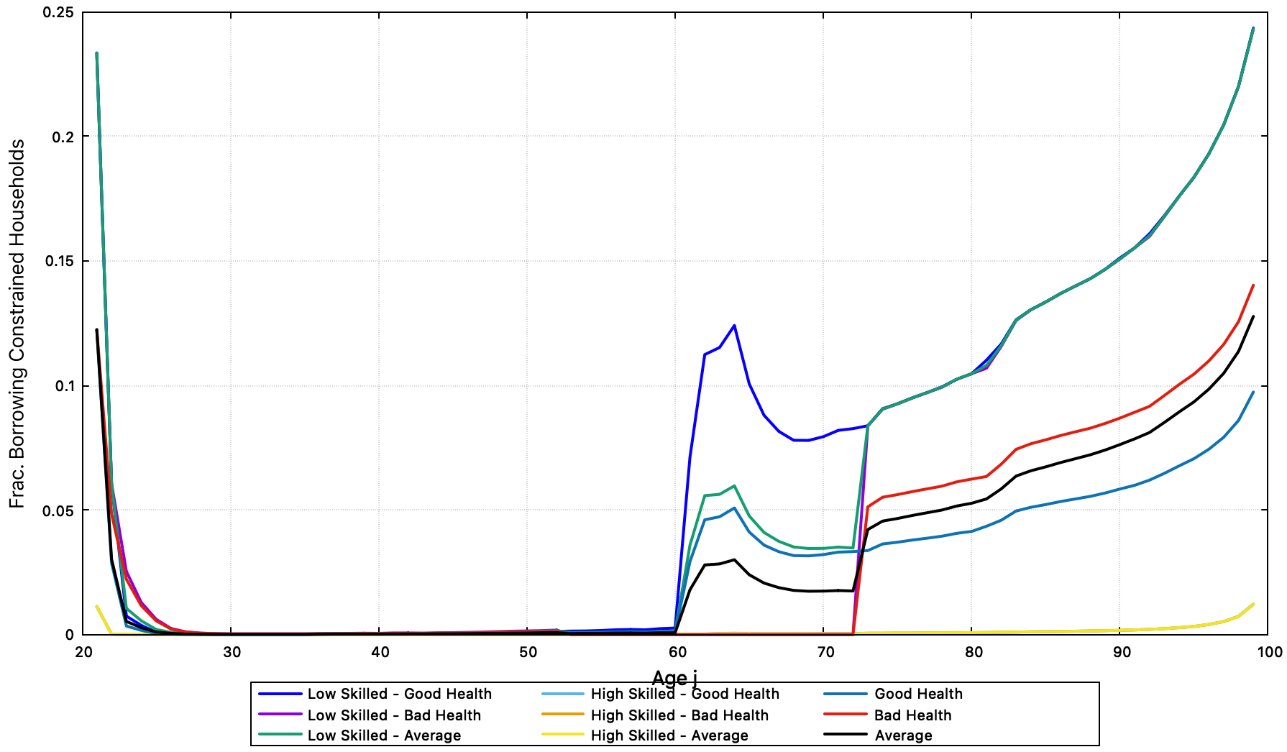 0.25
0.2
0.15
0.1
0.05
0
Frac. Borrowing Constrained Households
20 30 40 50 60 70 80 90 100
Age j
Low Skilled - Good Health High Skilled - Good Health Good Health
Low Skilled - Bad Health High Skilled - Bad Health Bad Health
Low Skilled - Average High Skilled - Average Average